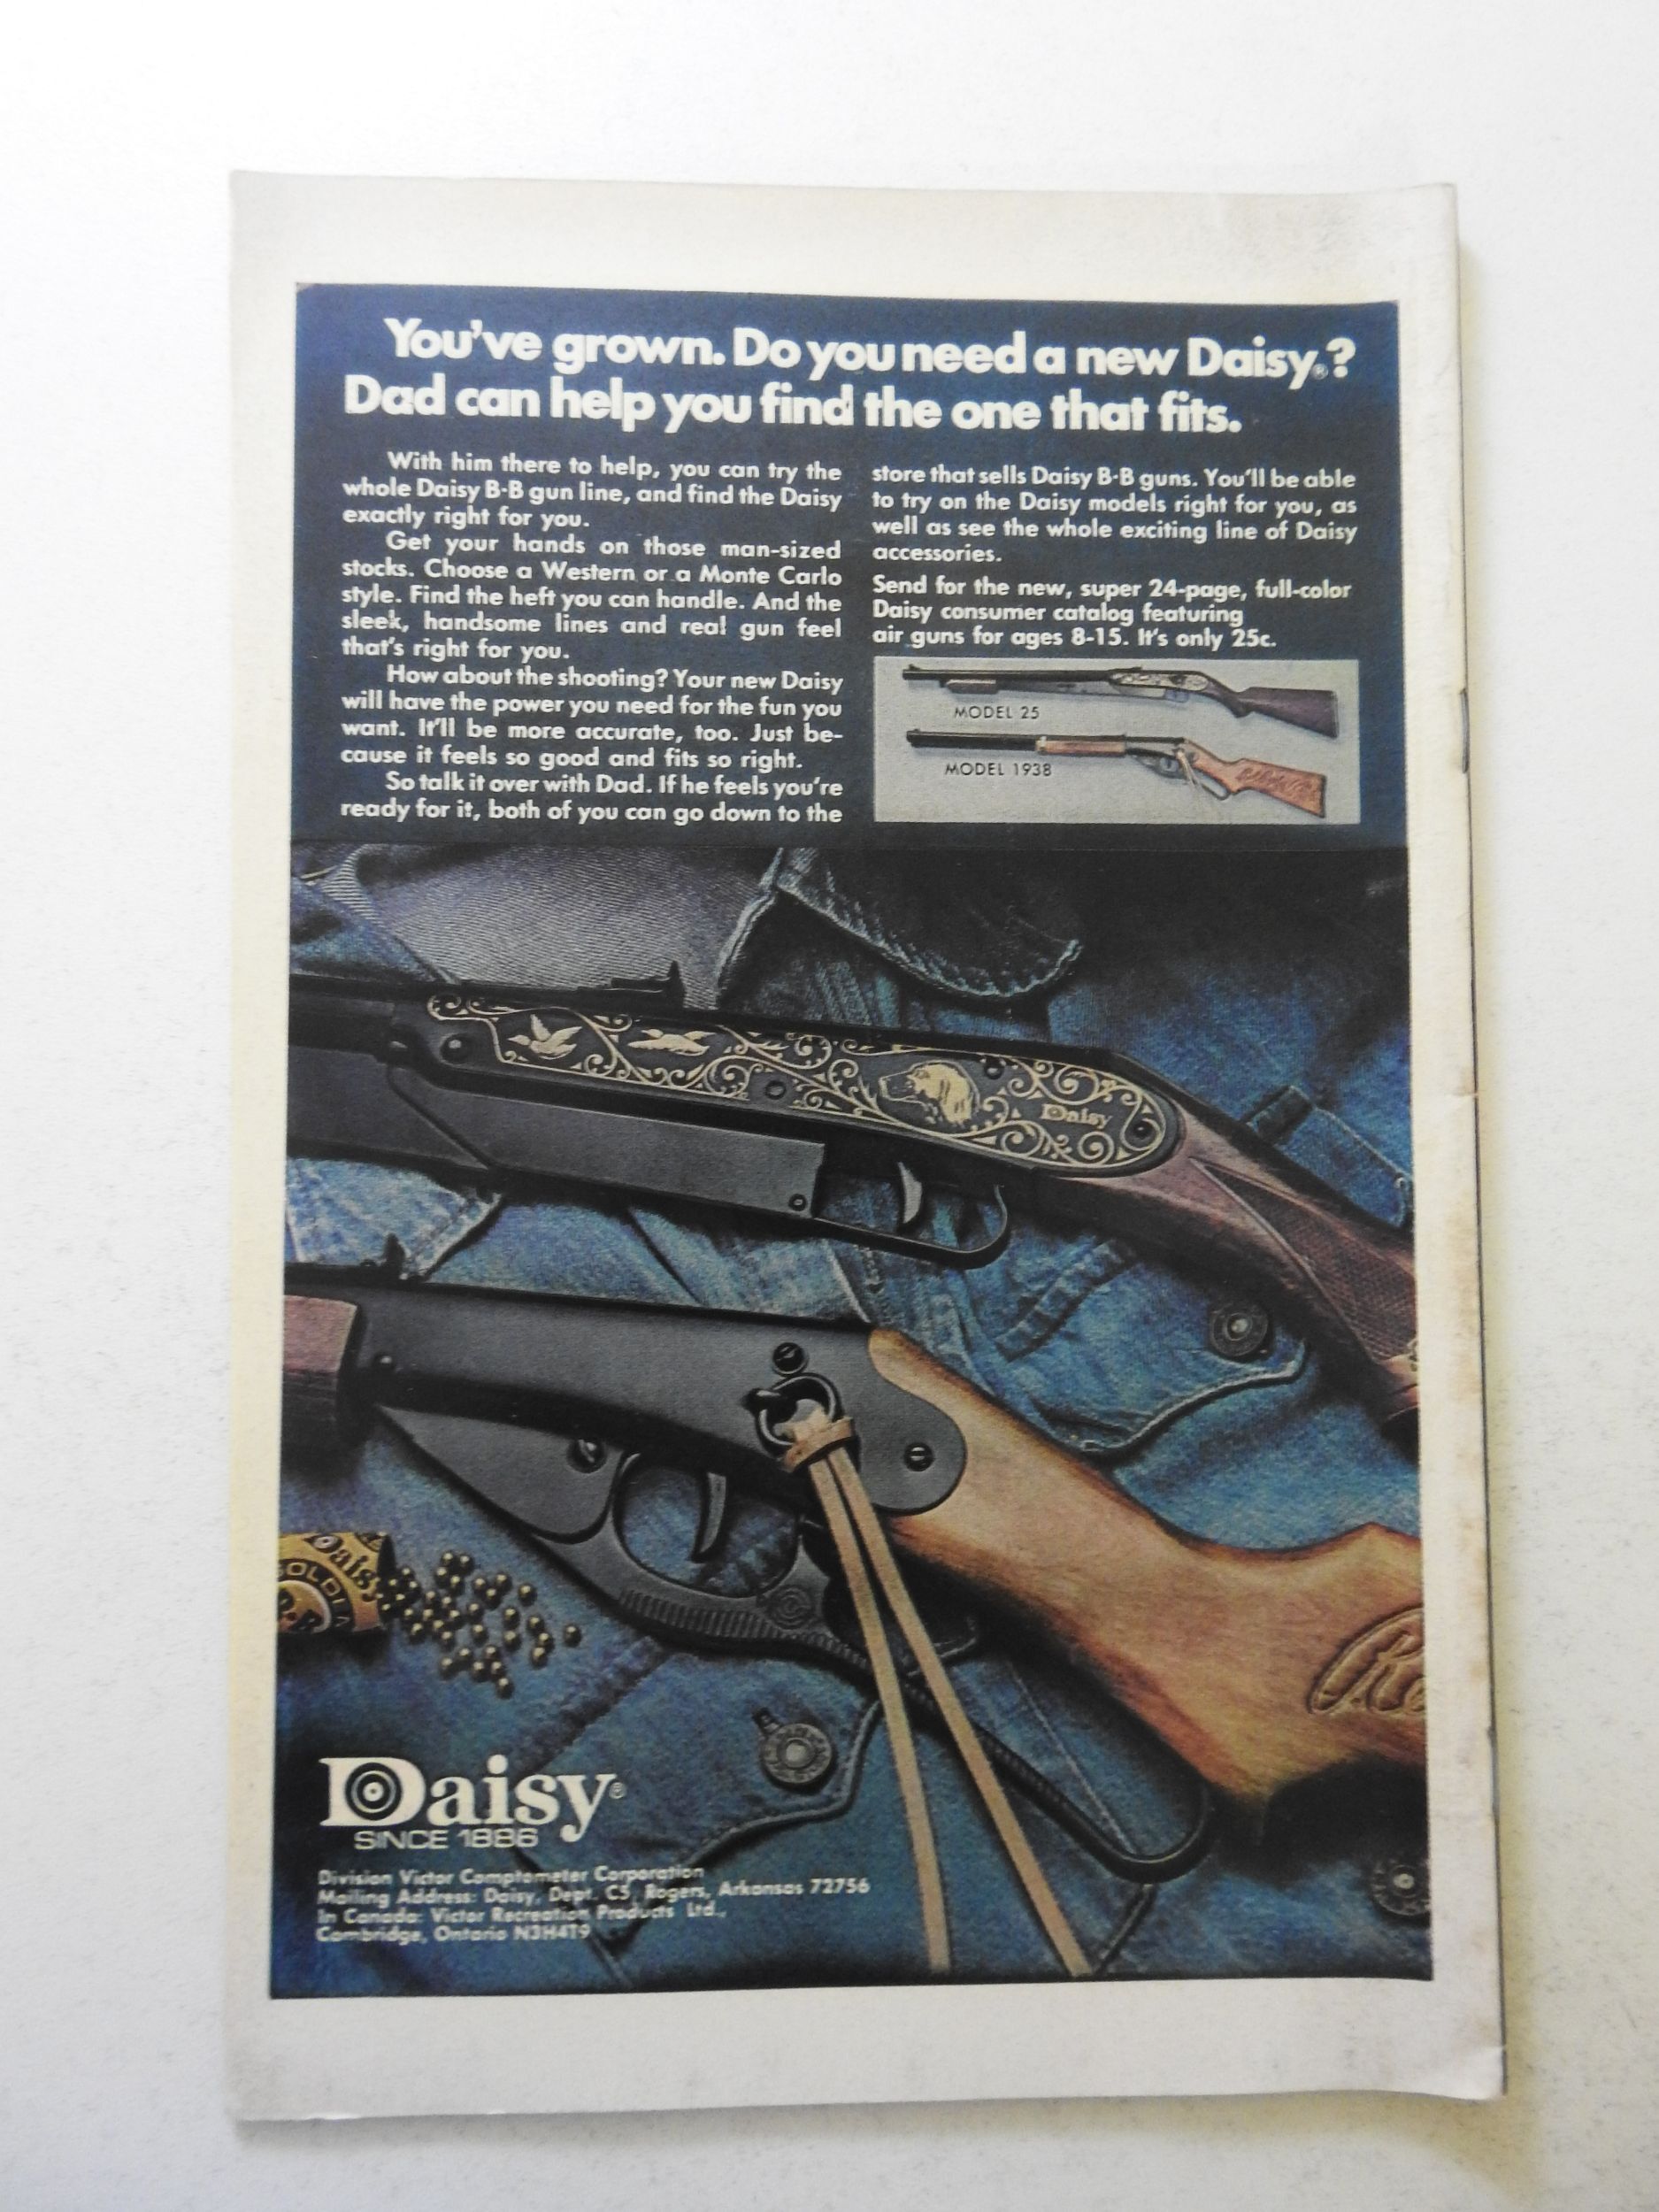 You've grown. Do you need a new Daisy®?
Dad can help you find the one that fits.
With him there to help, you can try the
whole Daisy B·B gun line, and find the Daisy
exactly right for you.
Get your hands on those man-sized
stocks. Choose a Western or a Monte Carlo
style. Find the heft you can handle. And the
sleek, handsome lines and real gun feel
that's right for you.
How about the shooting? Your new Daisy
will have the power you need for the fun you
want. It'll be more accurate, too. Just be-
cause it feels so good and fits so right.
So talk it over with Dad. If he feels you're
ready for it, both of you can go down to the
store that sells Daisy B·B guns. You'll be able
to try on the Daisy models right for you, as
well as see the whole exciting line of Daisy
accessories.
Send for the new, super 24-page, full-color
Daisy consumer catalog featuring
air guns for ages 8-15. It's only 25c.
MODEL 25
MODEL 1938
Daisy
Daisy
Daisy®
SINCE 1886
Division Victor Comptometer Corporation
Mailing Address: Daisy, Dept. C5, Rogers, Arkansas 72756
In Canada: Victor Recreation Products Ltd.,
Cambridge, Ontario N3H4T9